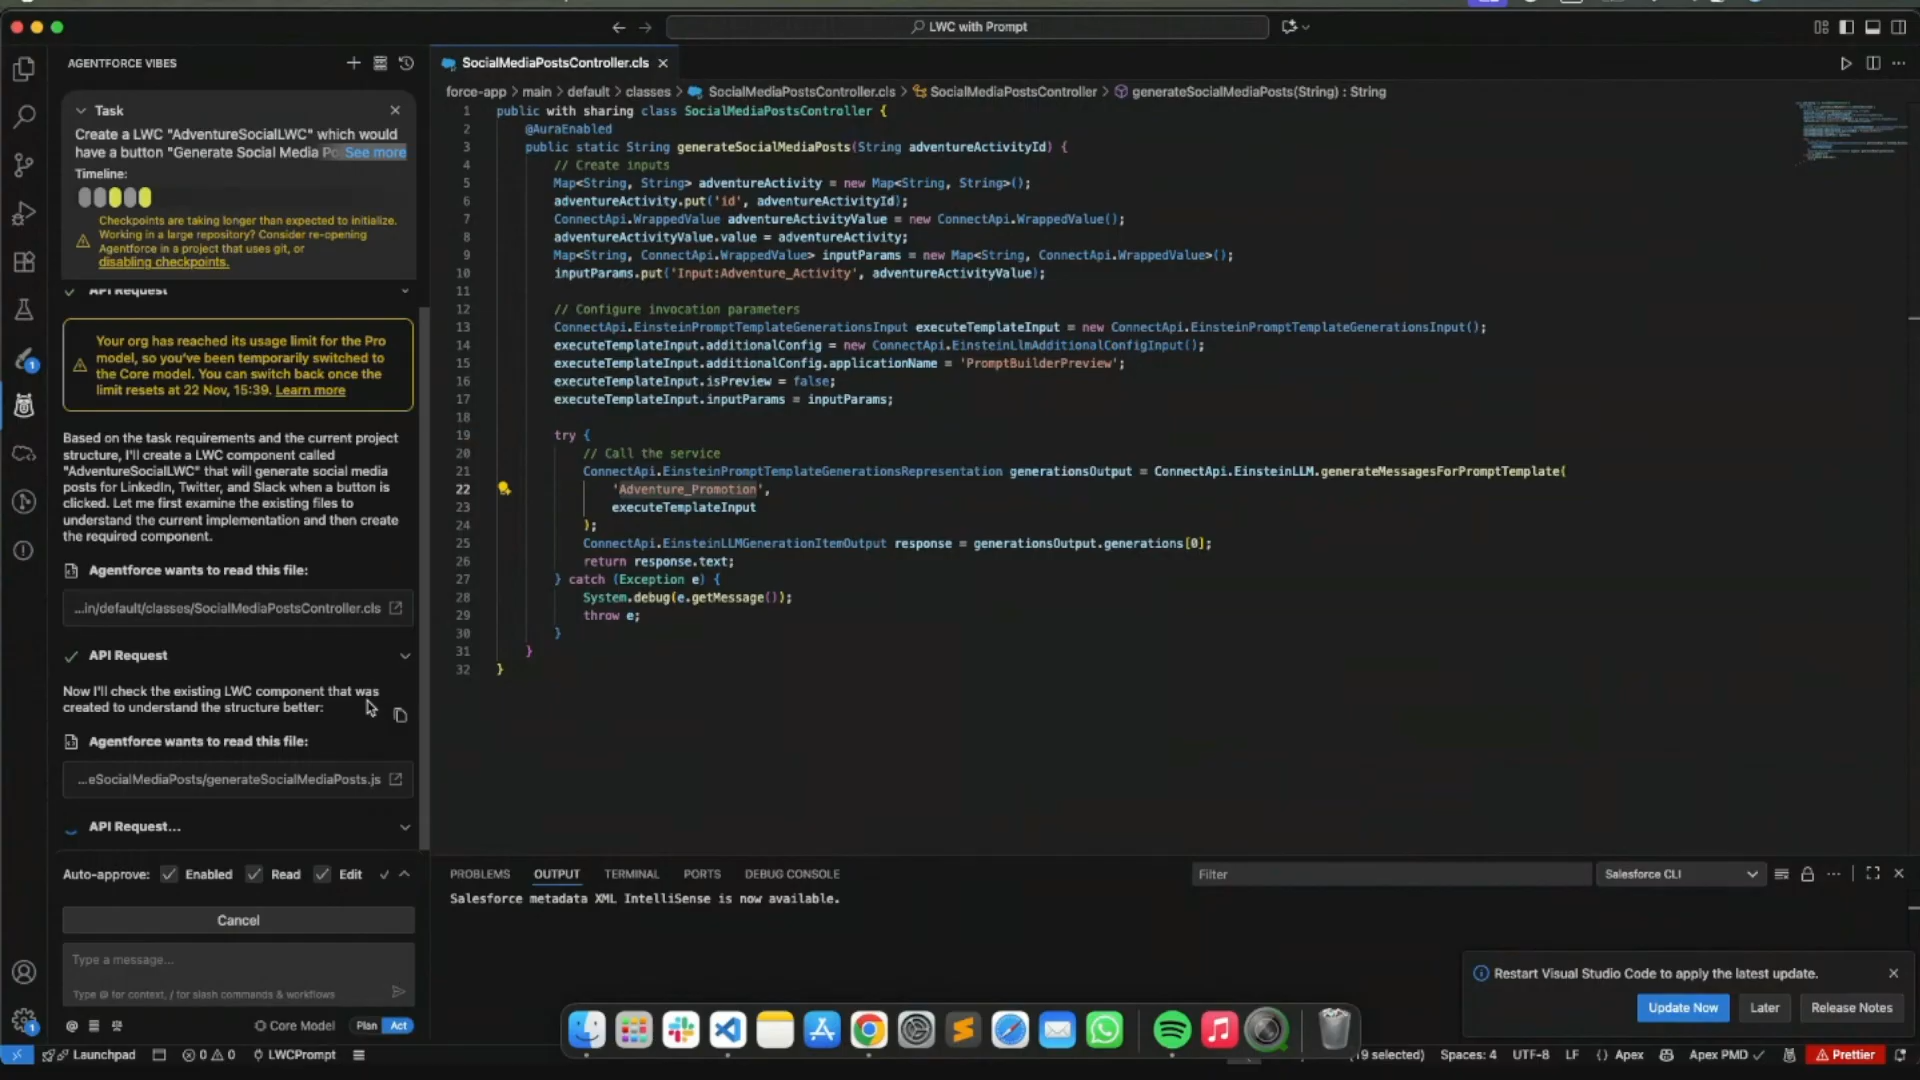 LWC with Prompt
AGENTFORCE VIBES
Task
Create a LWC "AdventureSocialLWC" which would
have a button "Generate Social Media Po See more
Timeline:
Checkpoints are taking longer than expected to initialize.
Working in a large repository? Consider re-opening
Agentforce in a project that uses git, or
disabling checkpoints.
API Request
Your org has reached its usage limit for the Pro
model, so you've been temporarily switched to
the Core model. You can switch back once the
limit resets at 22 Nov, 15:39. Learn more
Based on the task requirements and the current project
structure, I'll create a LWC component called
"AdventureSocialLWC" that will generate social media
posts for LinkedIn, Twitter, and Slack when a button is
clicked. Let me first examine the existing files to
understand the current implementation and then create
the required component.
Agentforce wants to read this file:
...in/default/classes/SocialMediaPostsController.cls
API Request
Now I'll check the existing LWC component that was
created to understand the structure better:
Agentforce wants to read this file:
...eSocialMediaPosts/generateSocialMediaPosts.js
API Request...
Auto-approve: Enabled Read Edit
Cancel
Type a message...
Type @ for context, / for slash commands & workflows
Core Model Plan Act
SocialMediaPostsController.cls
force-app > main > default > classes > SocialMediaPostsController.cls > SocialMediaPostsController > generateSocialMediaPosts(String) : String
1 public with sharing class SocialMediaPostsController {
2 @AuraEnabled
3 public static String generateSocialMediaPosts(String adventureActivityId) {
4 // Create inputs
5 Map<String, String> adventureActivity = new Map<String, String>();
6 adventureActivity.put('id', adventureActivityId);
7 ConnectApi.WrappedValue adventureActivityValue = new ConnectApi.WrappedValue();
8 adventureActivityValue.value = adventureActivity;
9 Map<String, ConnectApi.WrappedValue> inputParams = new Map<String, ConnectApi.WrappedValue>();
10 inputParams.put('Input:Adventure_Activity', adventureActivityValue);
11
12 // Configure invocation parameters
13 ConnectApi.EinsteinPromptTemplateGenerationsInput executeTemplateInput = new ConnectApi.EinsteinPromptTemplateGenerationsInput();
14 executeTemplateInput.additionalConfig = new ConnectApi.EinsteinLlmAdditionalConfigInput();
15 executeTemplateInput.additionalConfig.applicationName = 'PromptBuilderPreview';
16 executeTemplateInput.isPreview = false;
17 executeTemplateInput.inputParams = inputParams;
18
19 try {
20 // Call the service
21 ConnectApi.EinsteinPromptTemplateGenerationsRepresentation generationsOutput = ConnectApi.EinsteinLLM.generateMessagesForPromptTemplate(
22 'Adventure_Promotion',
23 executeTemplateInput
24 );
25 ConnectApi.EinsteinLLMGenerationItemOutput response = generationsOutput.generations[0];
26 return response.text;
27 } catch (Exception e) {
28 System.debug(e.getMessage());
29 throw e;
30 }
31 }
32 }
PROBLEMS OUTPUT TERMINAL PORTS DEBUG CONSOLE Filter Salesforce CLI
Salesforce metadata XML IntelliSense is now available.
Restart Visual Studio Code to apply the latest update.
Update Now Later Release Notes
Launchpad 0 0 LWCPrompt
selected) Spaces: 4 UTF-8 LF {} Apex Apex PMD Prettier